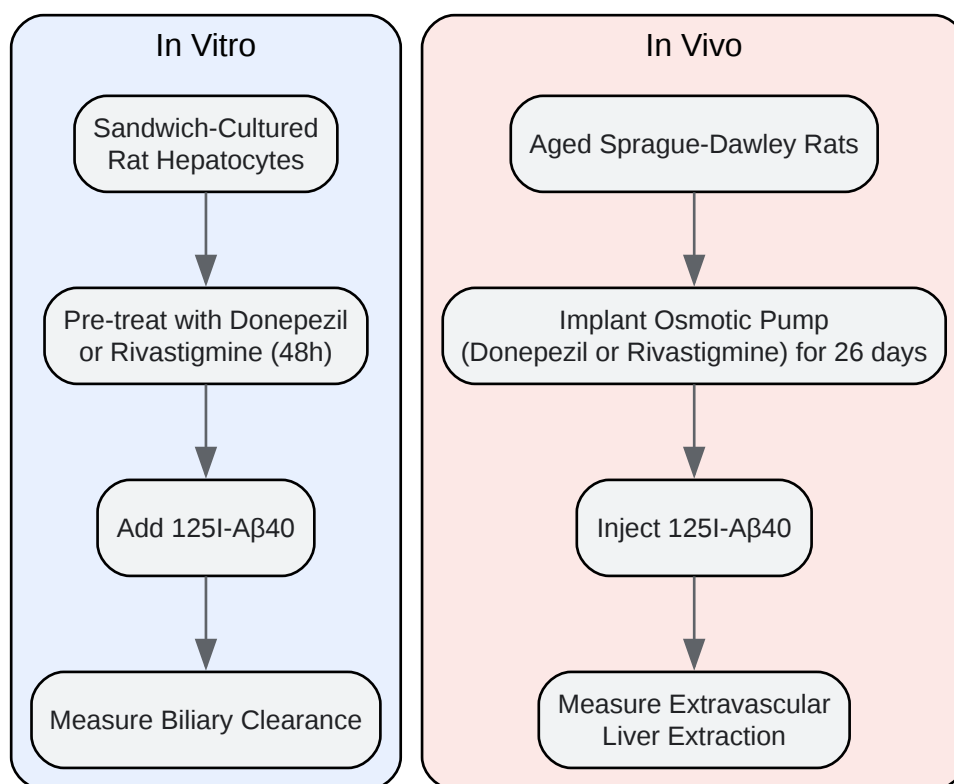 In Vitro
Sandwich-Cultured
Rat Hepatocytes
Pre-treat with Donepezil
or Rivastigmine (48h)
Add 125I-Aβ40
Measure Biliary Clearance
In Vivo
Aged Sprague-Dawley Rats
Implant Osmotic Pump
(Donepezil or Rivastigmine) for 26 days
Inject 125I-Aβ40
Measure Extravascular
Liver Extraction